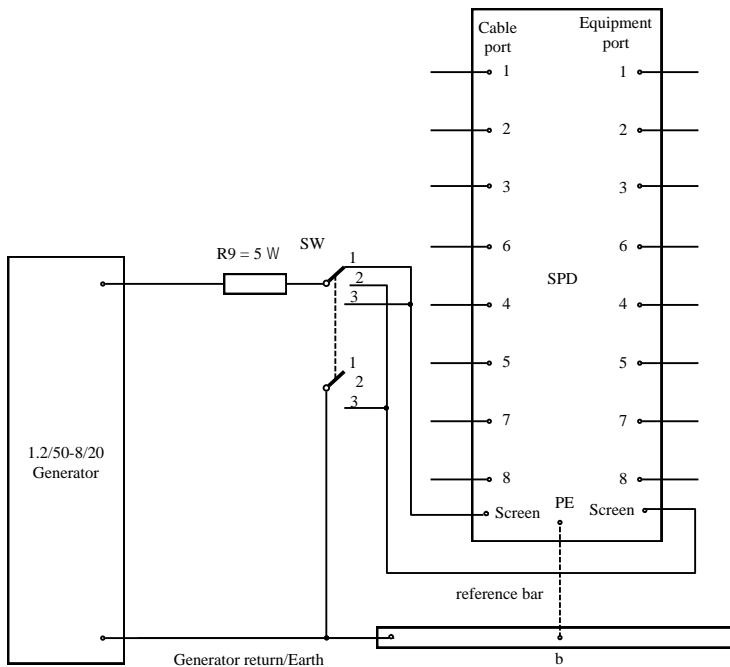 Cable
port
Equipment
port
1
1
2
2
3
3
6
6
SPD
4
4
5
5
7
7
8
8
Screen
PE
Screen
R9 = 5 W
SW
1
2
3
1
2
3
1.2/50-8/20
Generator
reference bar
Generator return/Earth
b